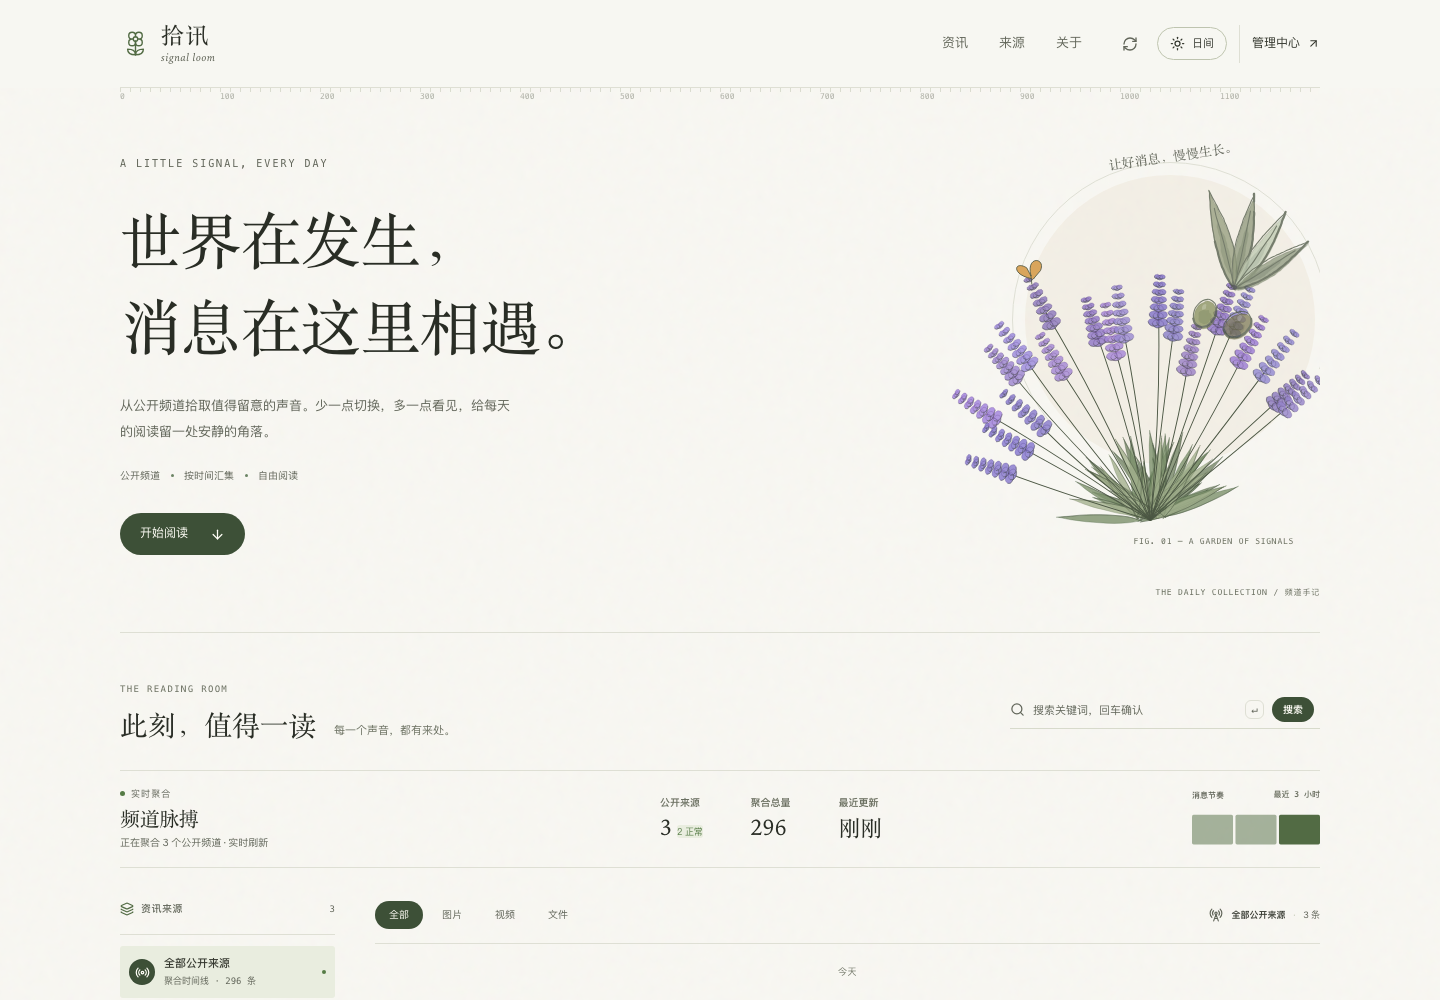 拾讯
signal loom
资讯
来源
关于
日间
管理中心
0 100 200 300 400 500 600 700 800 900 1000 1100
A LITTLE SIGNAL, EVERY DAY
让好消息，慢慢生长。
世界在发生，
消息在这里相遇。
从公开频道拾取值得留意的声音。少一点切换，多一点看见，给每天
的阅读留一处安静的角落。
公开频道 • 按时间汇集 • 自由阅读
开始阅读
FIG. 01 — A GARDEN OF SIGNALS
THE DAILY COLLECTION / 频道手记
THE READING ROOM
此刻，值得一读
每一个声音，都有来处。
搜索关键词，回车确认
搜索
实时聚合
频道脉搏
正在聚合 3 个公开频道 · 实时刷新
公开来源
3 2 正常
聚合总量
296
最近更新
刚刚
消息节奏
最近 3 小时
资讯来源
3
全部公开来源
聚合时间线 · 296 条
全部
图片
视频
文件
全部公开来源 · 3 条
今天